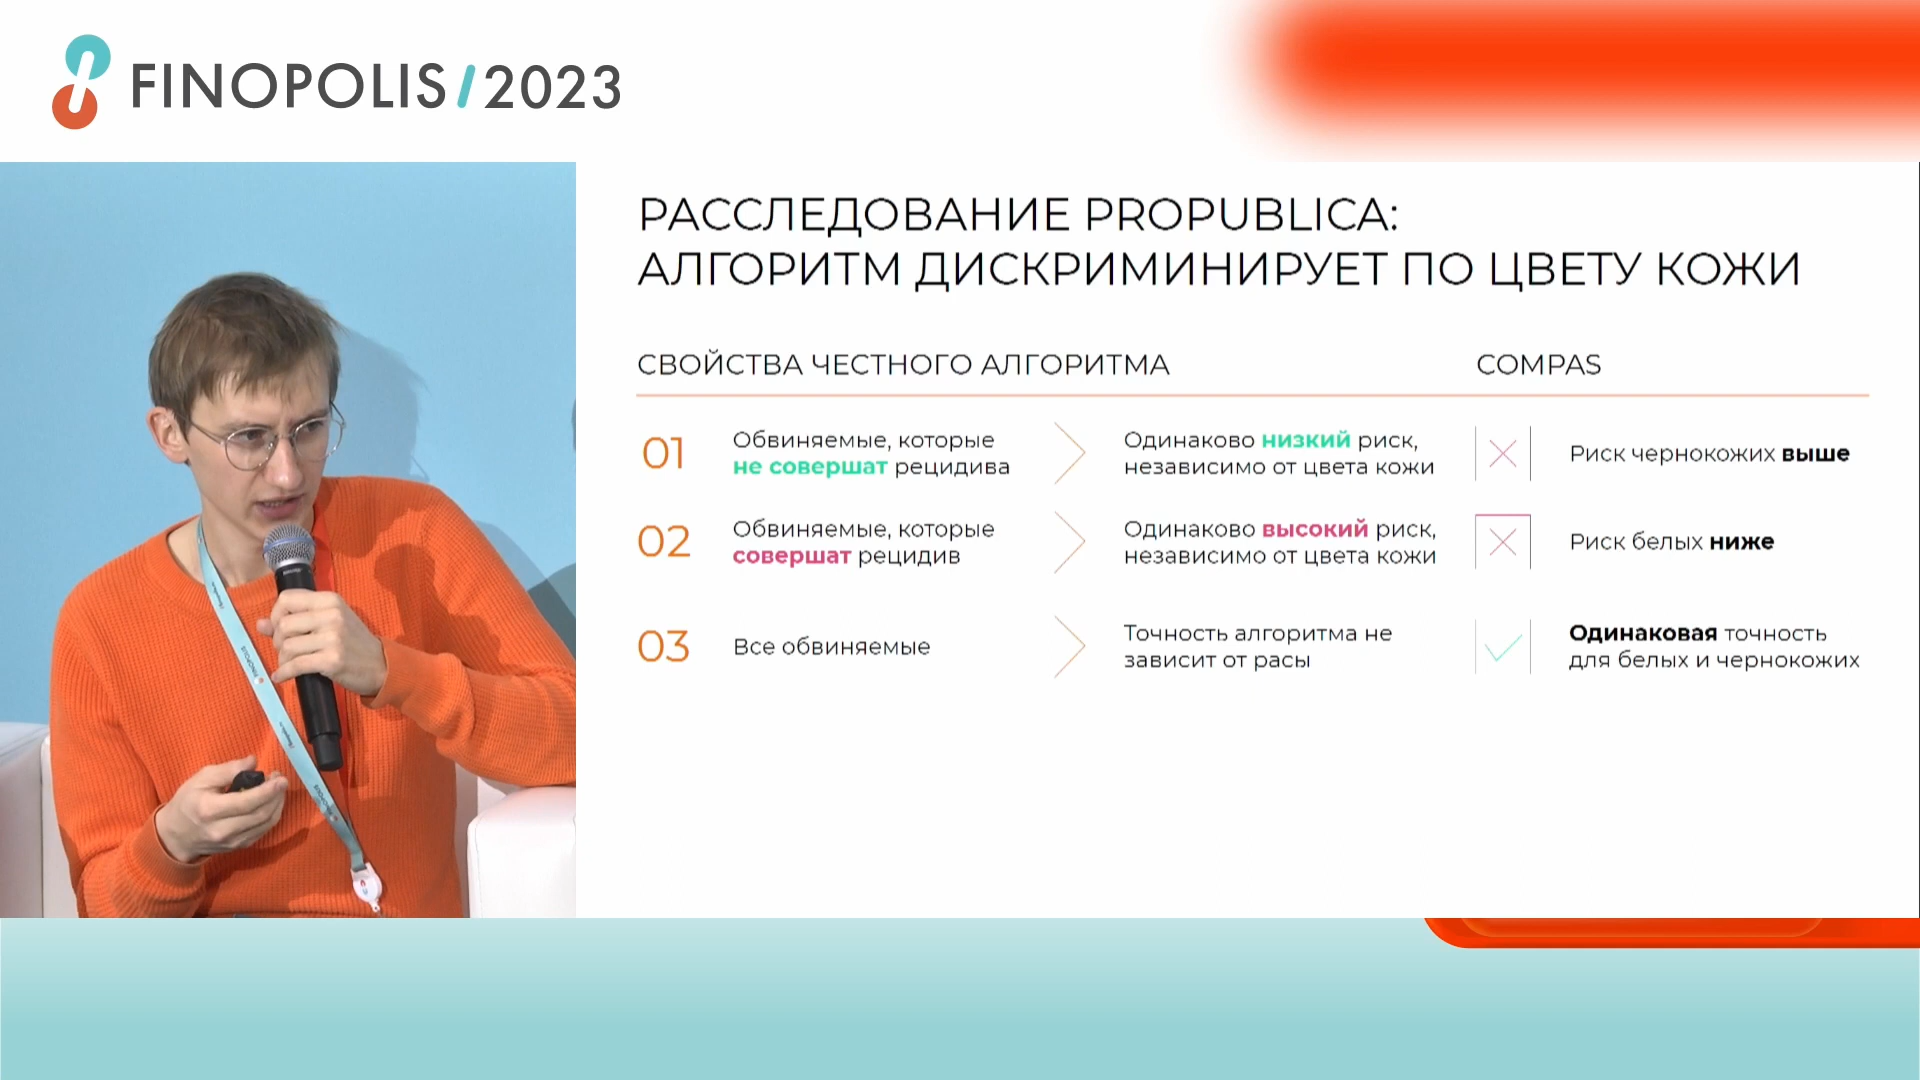 FINOPOLIS/2023
РАССЛЕДОВАНИЕ PROPUBLICA:
АЛГОРИТМ ДИСКРИМИНИРУЕТ ПО ЦВЕТУ КОЖИ
СВОЙСТВА ЧЕСТНОГО АЛГОРИТМА
COMPAS
01
Обвиняемые, которые
не совершат рецидива
Одинаково низкий риск,
независимо от цвета кожи
Риск чернокожих выше
02
Обвиняемые, которые
совершат рецидив
Одинаково высокий риск,
независимо от цвета кожи
Риск белых ниже
03
Все обвиняемые
Точность алгоритма не
зависит от расы
Одинаковая точность
для белых и чернокожих